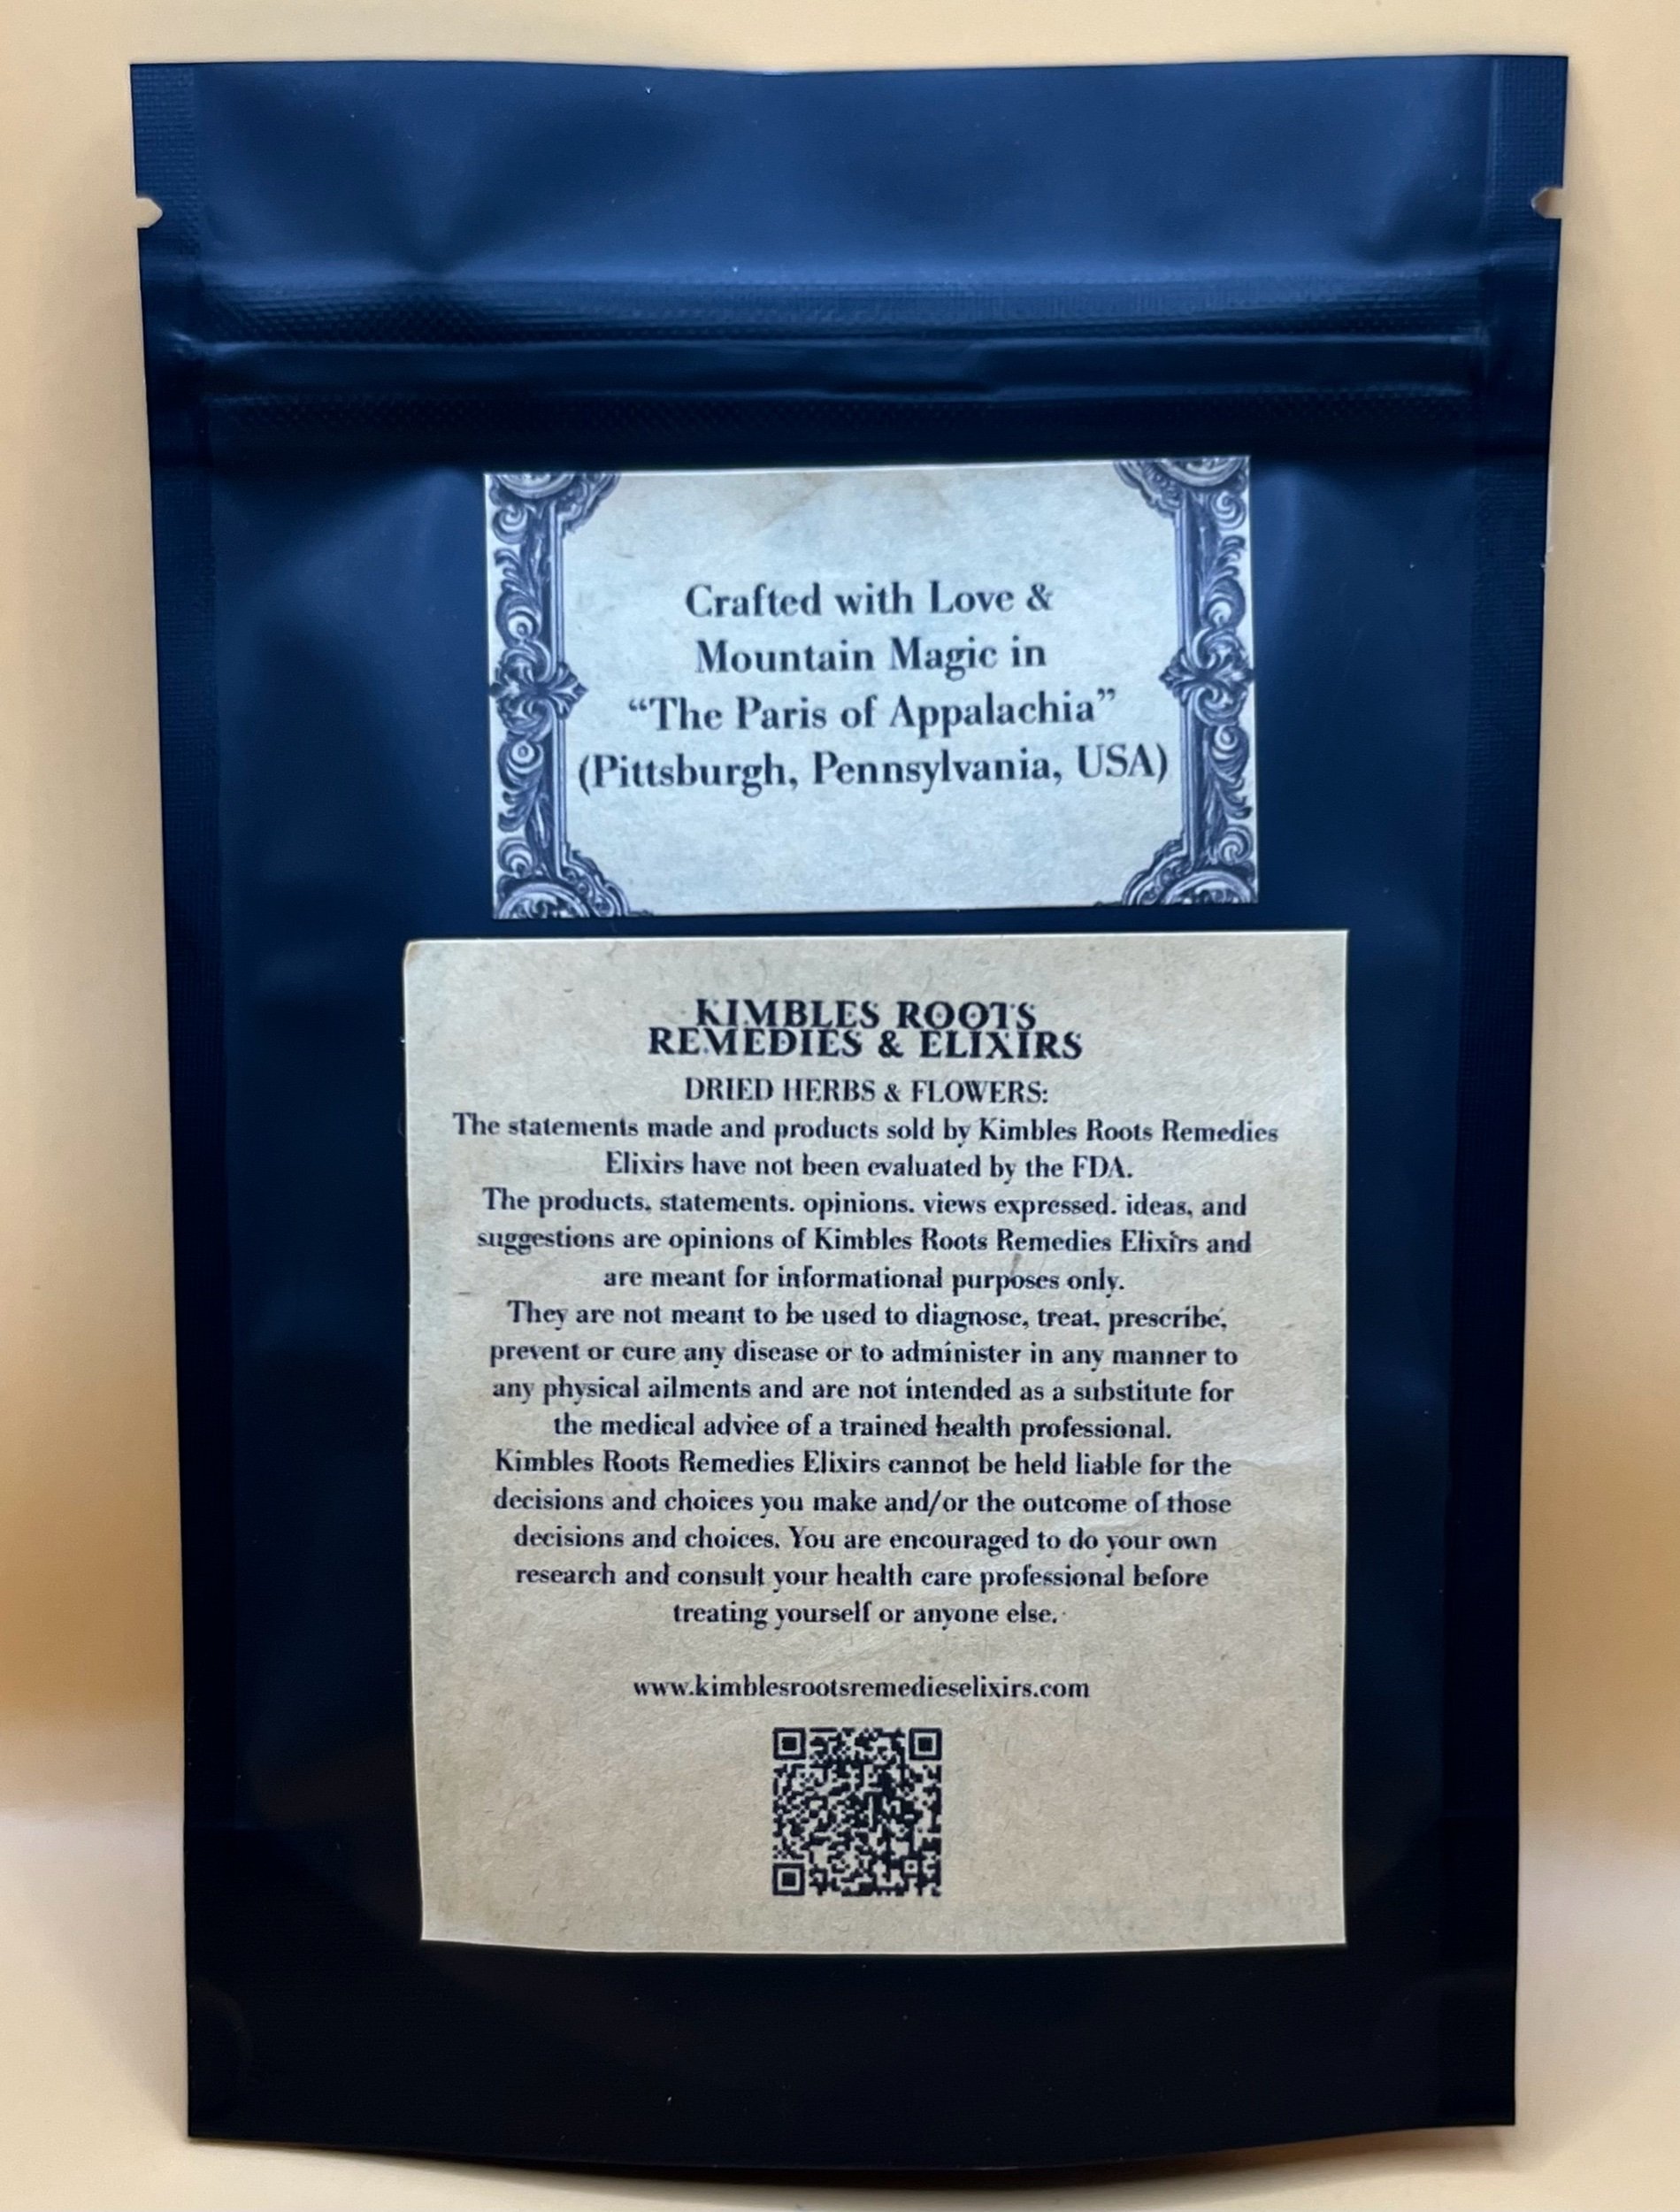 Crafted with Love &
Mountain Magic in
“The Paris of Appalachia”
(Pittsburgh, Pennsylvania, USA)
KIMBLES ROOTS
REMEDIES & ELIXIRS
DRIED HERBS & FLOWERS:
The statements made and products sold by Kimbles Roots Remedies
Elixirs have not been evaluated by the FDA.
The products, statements, opinions, views expressed, ideas, and
suggestions are opinions of Kimbles Roots Remedies Elixirs and
are meant for informational purposes only.
They are not meant to be used to diagnose, treat, prescribe,
prevent or cure any disease or to administer in any manner to
any physical ailments and are not intended as a substitute for
the medical advice of a trained health professional.
Kimbles Roots Remedies Elixirs cannot be held liable for the
decisions and choices you make and/or the outcome of those
decisions and choices. You are encouraged to do your own
research and consult your health care professional before
treating yourself or anyone else.
www.kimblesrootsremedieselixirs.com